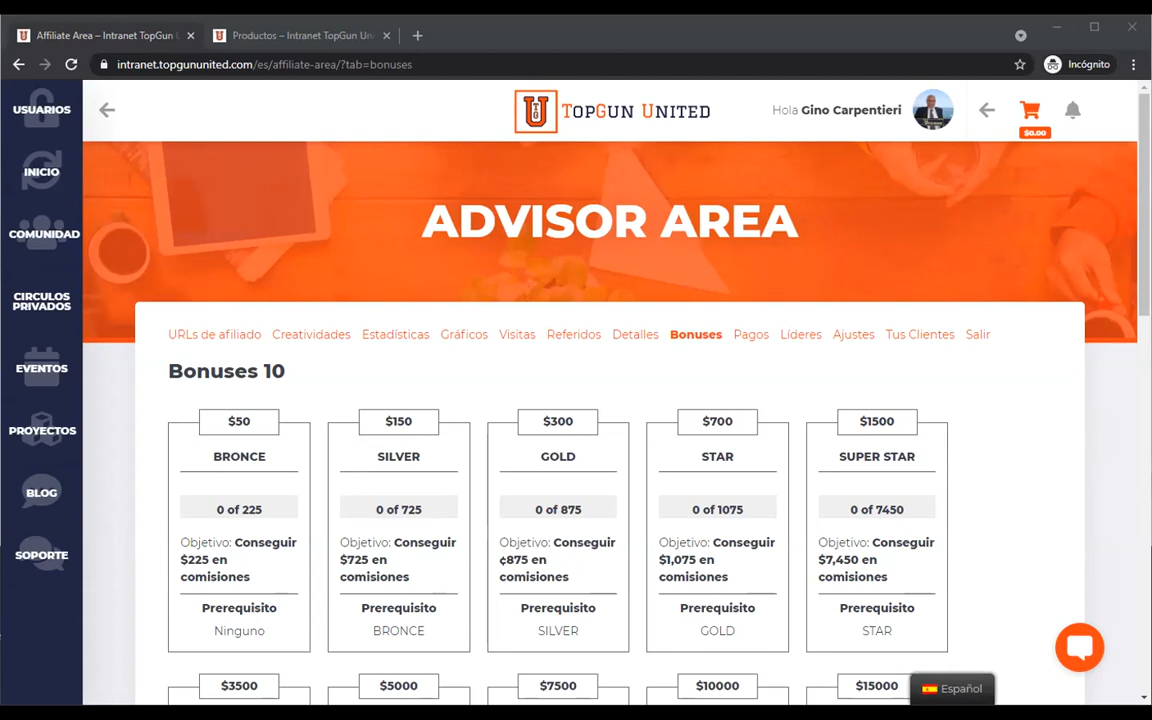 Affiliate Area – Intranet TopGun U
Productos – Intranet TopGun Uni
intranet.topgununited.com/es/affiliate-area/?tab=bonuses
Incógnito
USUARIOS
INICIO
COMUNIDAD
CIRCULOS
PRIVADOS
EVENTOS
PROYECTOS
BLOG
SOPORTE
TOPGUN UNITED
Hola Gino Carpentieri
$0.00
ADVISOR AREA
URLs de afiliado Creatividades Estadísticas Gráficos Visitas Referidos Detalles Bonuses Pagos Líderes Ajustes Tus Clientes Salir
Bonuses 10
$50
BRONCE
0 of 225
Objetivo: Conseguir
$225 en
comisiones
Prerequisito
Ninguno
$150
SILVER
0 of 725
Objetivo: Conseguir
$725 en
comisiones
Prerequisito
BRONCE
$300
GOLD
0 of 875
Objetivo: Conseguir
¢875 en
comisiones
Prerequisito
SILVER
$700
STAR
0 of 1075
Objetivo: Conseguir
$1,075 en
comisiones
Prerequisito
GOLD
$1500
SUPER STAR
0 of 7450
Objetivo: Conseguir
$7,450 en
comisiones
Prerequisito
STAR
$3500
$5000
$7500
$10000
$15000
Español